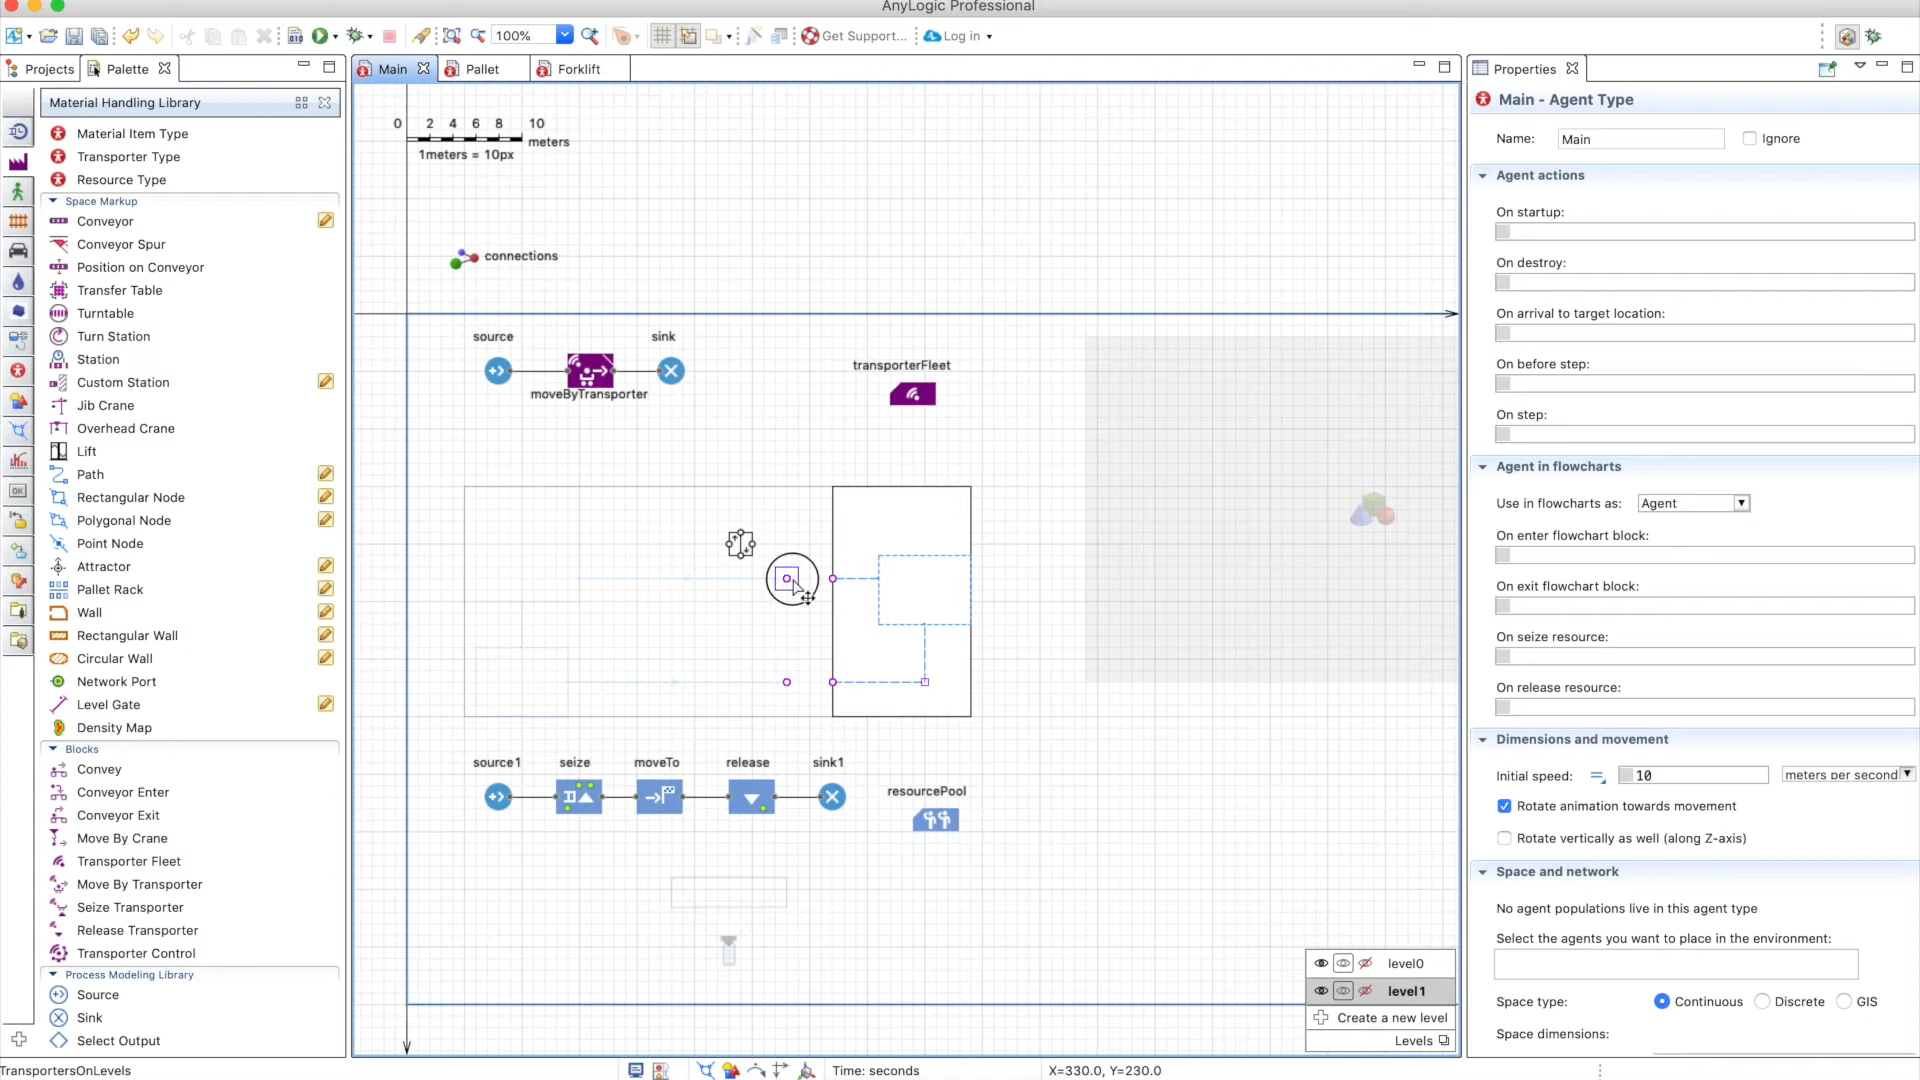 AnyLogic Professional
100%
Get Support...
Log in
Projects
Palette
Main
Pallet
Forklift
Properties
Material Handling Library
Material Item Type
Transporter Type
Resource Type
Space Markup
Conveyor
Conveyor Spur
Position on Conveyor
Transfer Table
Turntable
Turn Station
Station
Custom Station
Jib Crane
Overhead Crane
Lift
Path
Rectangular Node
Polygonal Node
Point Node
Attractor
Pallet Rack
Wall
Rectangular Wall
Circular Wall
Network Port
Level Gate
Density Map
Blocks
Convey
Conveyor Enter
Conveyor Exit
Move By Crane
Transporter Fleet
Move By Transporter
Seize Transporter
Release Transporter
Transporter Control
Process Modeling Library
Source
Sink
Select Output
0 2 4 6 8 10
meters
1meters = 10px
connections
source
sink
moveByTransporter
transporterFleet
source1
seize
moveTo
release
sink1
resourcePool
level0
level1
Create a new level
Levels
Main - Agent Type
Name:
Main
Ignore
Agent actions
On startup:
On destroy:
On arrival to target location:
On before step:
On step:
Agent in flowcharts
Use in flowcharts as:
Agent
On enter flowchart block:
On exit flowchart block:
On seize resource:
On release resource:
Dimensions and movement
Initial speed:
10
meters per second
Rotate animation towards movement
Rotate vertically as well (along Z-axis)
Space and network
No agent populations live in this agent type
Select the agents you want to place in the environment:
Space type:
Continuous
Discrete
GIS
Space dimensions:
TransportersOnLevels
Time: seconds
X=330.0, Y=230.0